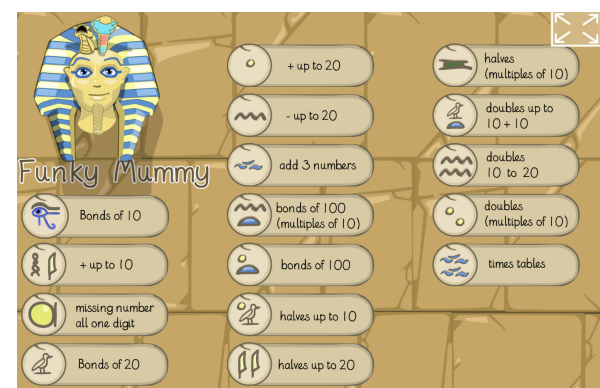 Funky Mummy
Bonds of 10
+ up to 10
missing number
all one digit
Bonds of 20
+ up to 20
- up to 20
add 3 numbers
bonds of 100
(multiples of 10)
bonds of 100
halves up to 10
halves up to 20
halves
(multiples of 10)
doubles up to
10 + 10
doubles
10 to 20
doubles
(multiples of 10)
times tables